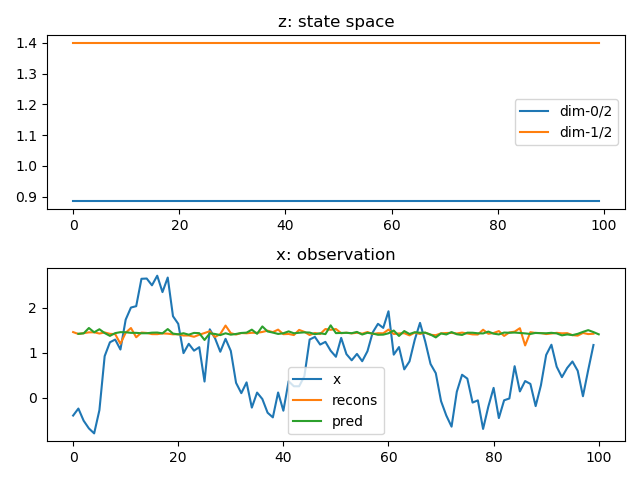 z: state space
1.4
1.3
1.2
1.1
1.0
0.9
dim-0/2
dim-1/2
0 20 40 60 80 100
x: observation
2
1
0
x
recons
pred
0 20 40 60 80 100